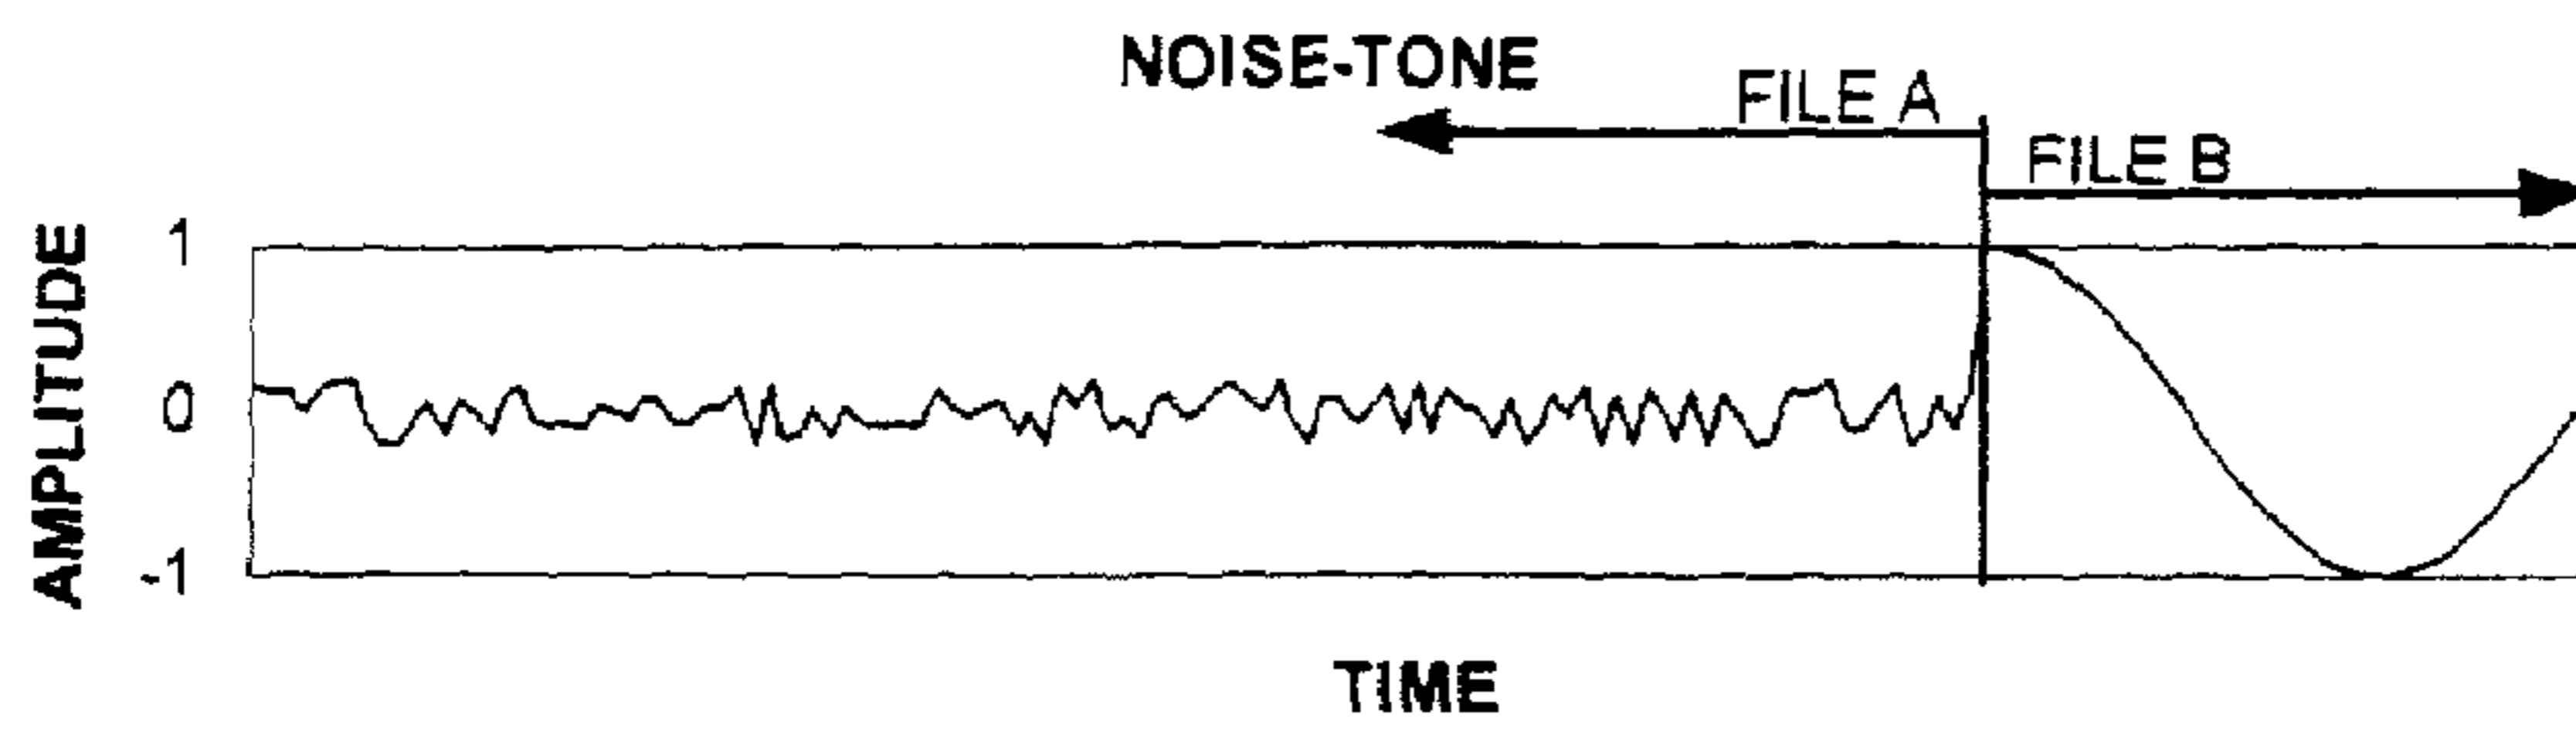 NOISE-TONE
FILE A
FILE B
AMPLITUDE
1
0
-1
TIME